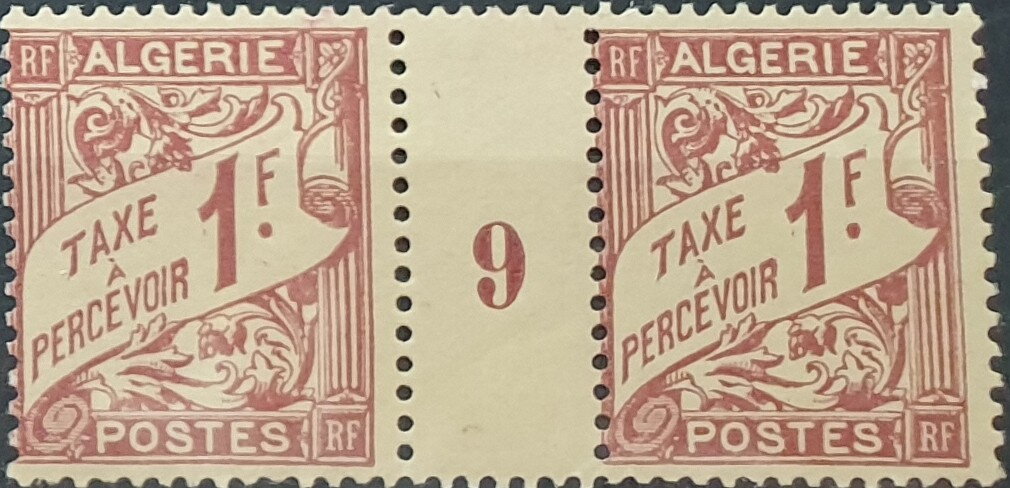 RF ALGERIE
TAXE
À
PERCEVOIR
1F.
POSTES RF
9
RF ALGERIE
TAXE
À
PERCEVOIR
1F.
POSTES RF